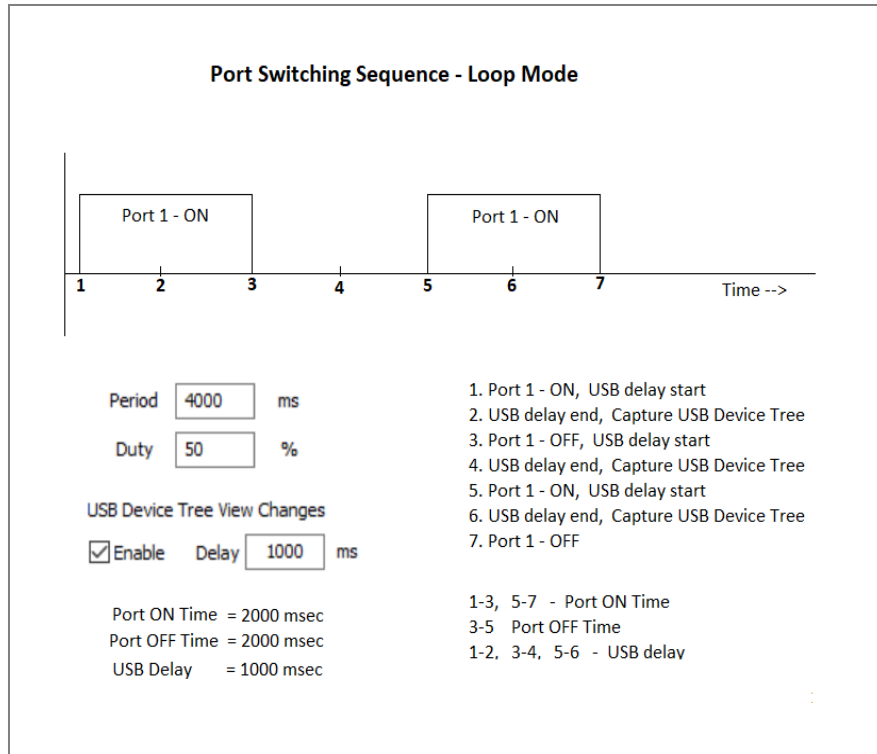 Port Switching Sequence - Loop Mode
Port 1 - ON
Port 1 - ON
1 2 3 4 5 6 7 Time -->
Period 4000 ms
Duty 50 %
USB Device Tree View Changes
Enable Delay 1000 ms
Port ON Time = 2000 msec
Port OFF Time = 2000 msec
USB Delay = 1000 msec
1. Port 1 - ON, USB delay start
2. USB delay end, Capture USB Device Tree
3. Port 1 - OFF, USB delay start
4. USB delay end, Capture USB Device Tree
5. Port 1 - ON, USB delay start
6. USB delay end, Capture USB Device Tree
7. Port 1 - OFF
1-3, 5-7 - Port ON Time
3-5 Port OFF Time
1-2, 3-4, 5-6 - USB delay